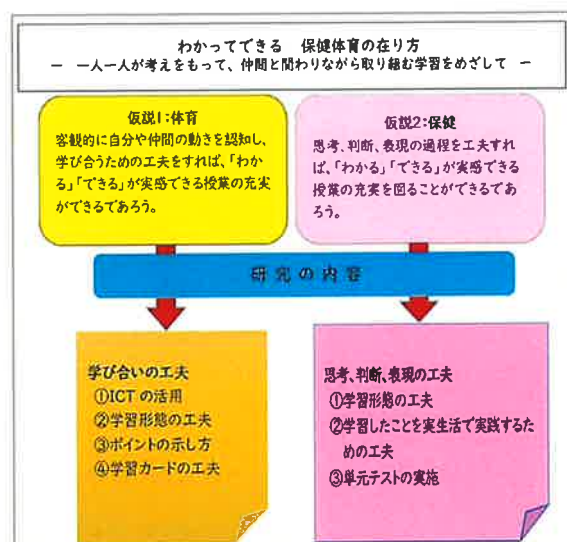 わかってできる　保健体育の在り方
－　一人一人が考えをもって、仲間と関わりながら取り組む学習をめざして　－
仮説1：体育
客観的に自分や仲間の動きを認知し、
学び合うための工夫をすれば、「わか
る」「できる」が実感できる授業の充実
ができるであろう。
仮説2：保健
思考、判断、表現の過程を工夫すれ
ば、「わかる」「できる」が実感できる
授業の充実を図ることができるであ
ろう。
研究の内容
学び合いの工夫
①ICTの活用
②学習形態の工夫
③ポイントの示し方
④学習カードの工夫
思考、判断、表現の工夫
①学習形態の工夫
②学習したことを実生活で実践するた
めの工夫
③単元テストの実施